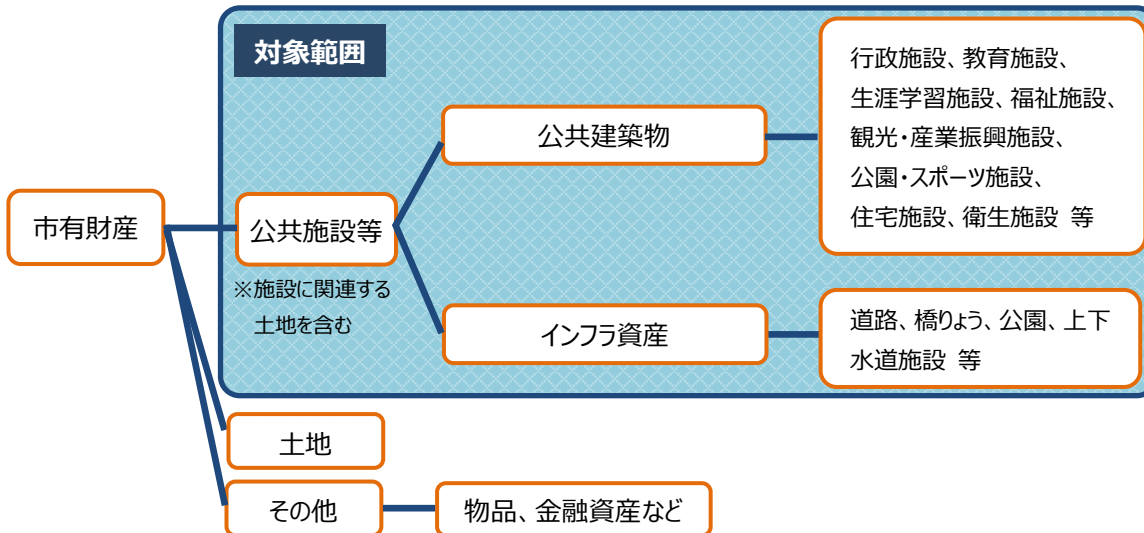 対象範囲
行政施設、教育施設、
生涯学習施設、福祉施設、
観光・産業振興施設、
公園・スポーツ施設、
住宅施設、衛生施設 等
公共建築物
市有財産
公共施設等
※施設に関連する
土地を含む
インフラ資産
道路、橋りょう、公園、上下
水道施設 等
土地
その他
物品、金融資産など